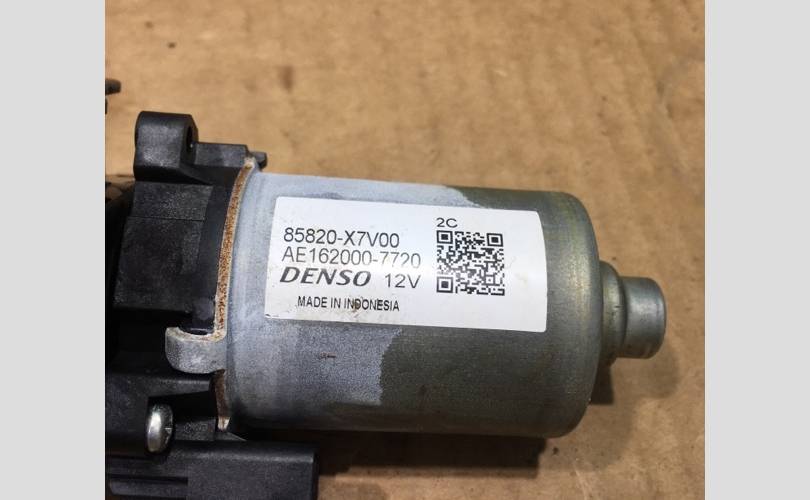 2C
85820-X7V00
AE162000-7720
DENSO 12V
MADE IN INDONESIA